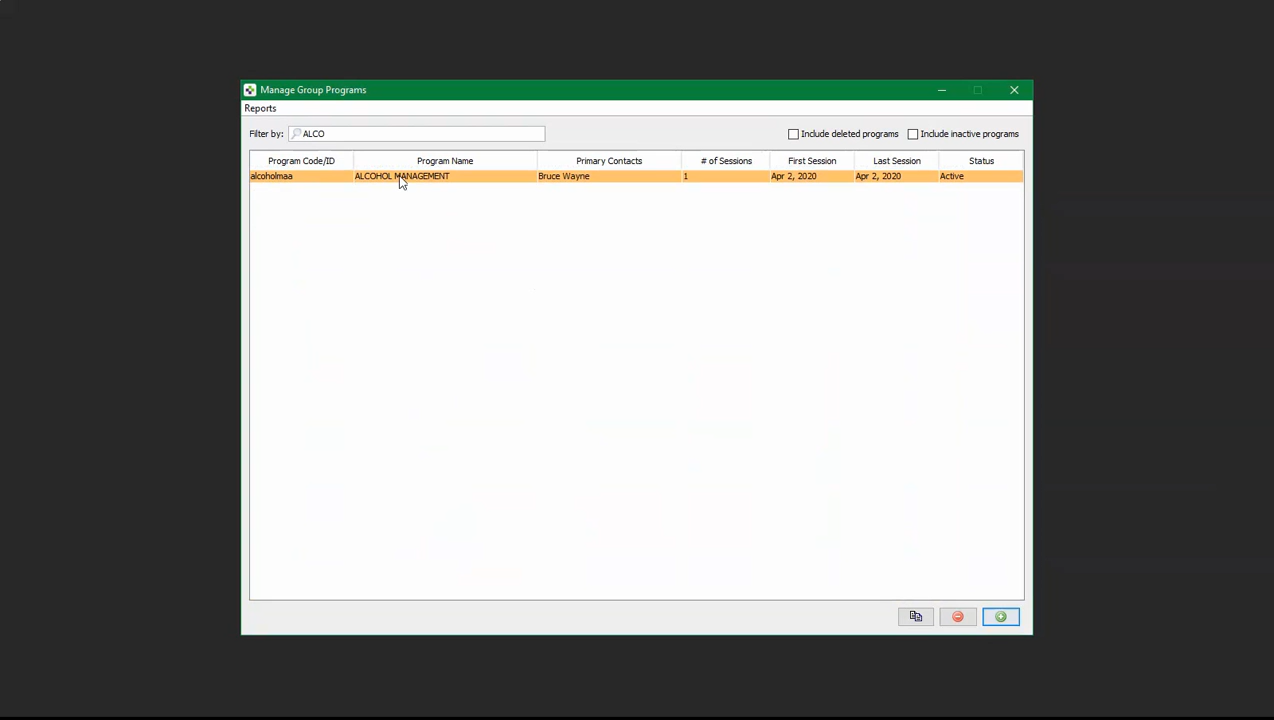 Manage Group Programs
Reports
Filter by: ALCO Include deleted programs Include inactive programs
Program Code/ID Program Name Primary Contacts # of Sessions First Session Last Session Status
alcoholmaa ALCOHOL MANAGEMENT Bruce Wayne 1 Apr 2, 2020 Apr 2, 2020 Active